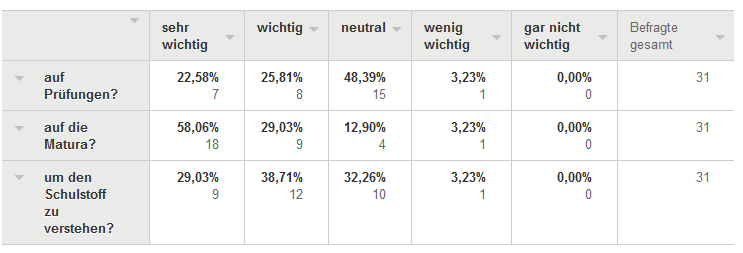 sehr wichtig wichtig neutral wenig wichtig gar nicht wichtig Befragte gesamt
auf Prüfungen? 22,58% 25,81% 48,39% 3,23% 0,00% 31
7 8 15 1 0
auf die Matura? 58,06% 29,03% 12,90% 3,23% 0,00% 31
18 9 4 1 0
um den Schulstoff zu verstehen? 29,03% 38,71% 32,26% 3,23% 0,00% 31
9 12 10 1 0